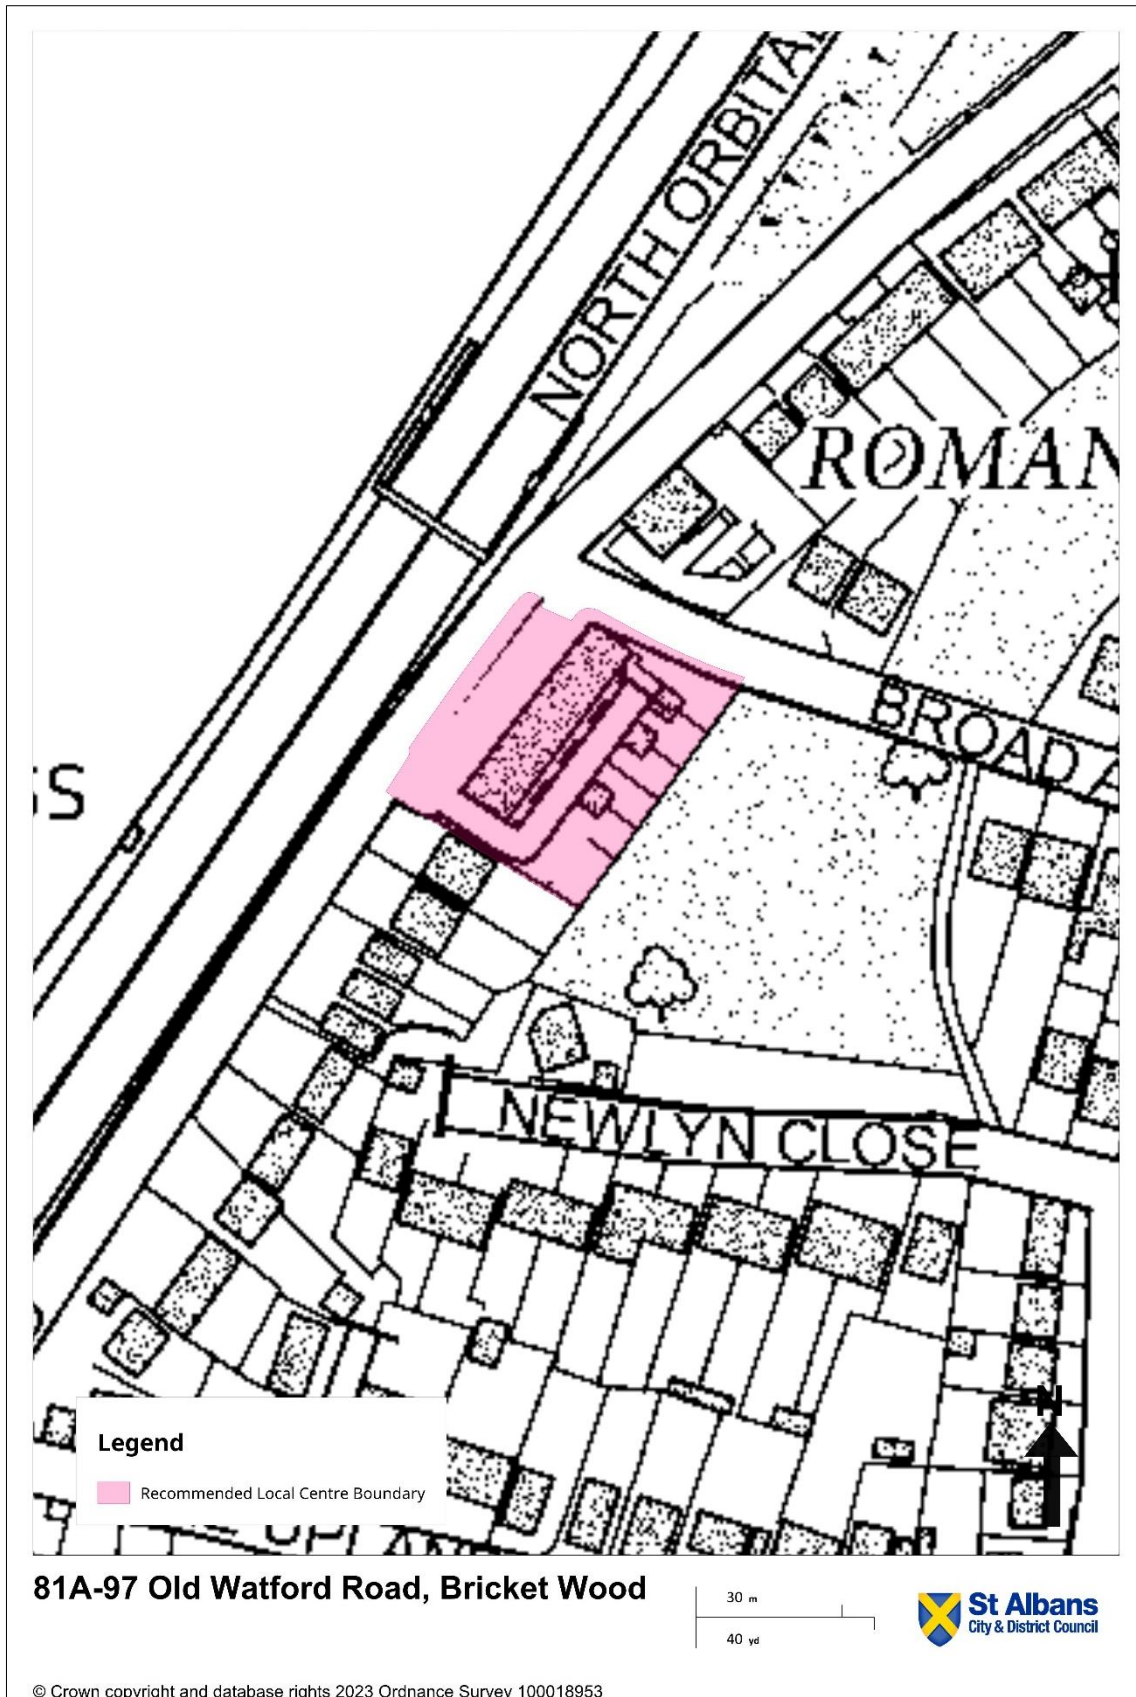 NORTH ORBITAL
ROMAN
BROAD A
SS
NEWLYN CLOSE
N
Legend
Recommended Local Centre Boundary
81A-97 Old Watford Road, Bricket Wood
30 m
40 yd
St Albans
City & District Council
© Crown copyright and database rights 2023 Ordnance Survey 100018953